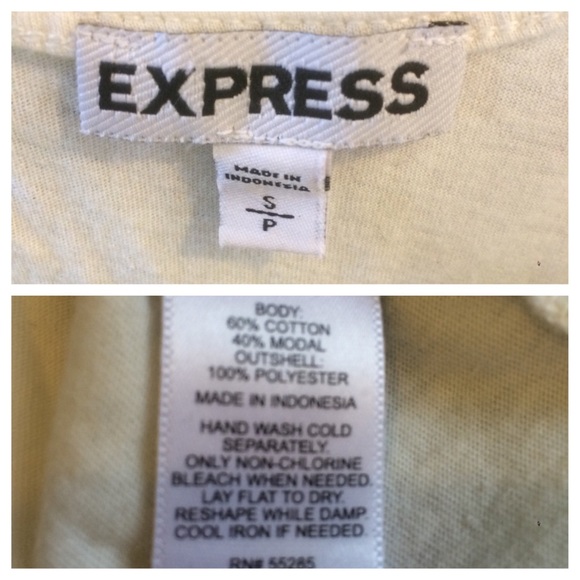 EXPRESS
MADE IN
INDONESIA
S
P
BODY:
60% COTTON
40% MODAL
OUTSHELL:
100% POLYESTER
MADE IN INDONESIA
HAND WASH COLD
SEPARATELY.
ONLY NON-CHLORINE
BLEACH WHEN NEEDED.
LAY FLAT TO DRY.
RESHAPE WHILE DAMP.
COOL IRON IF NEEDED.
RN# 55285